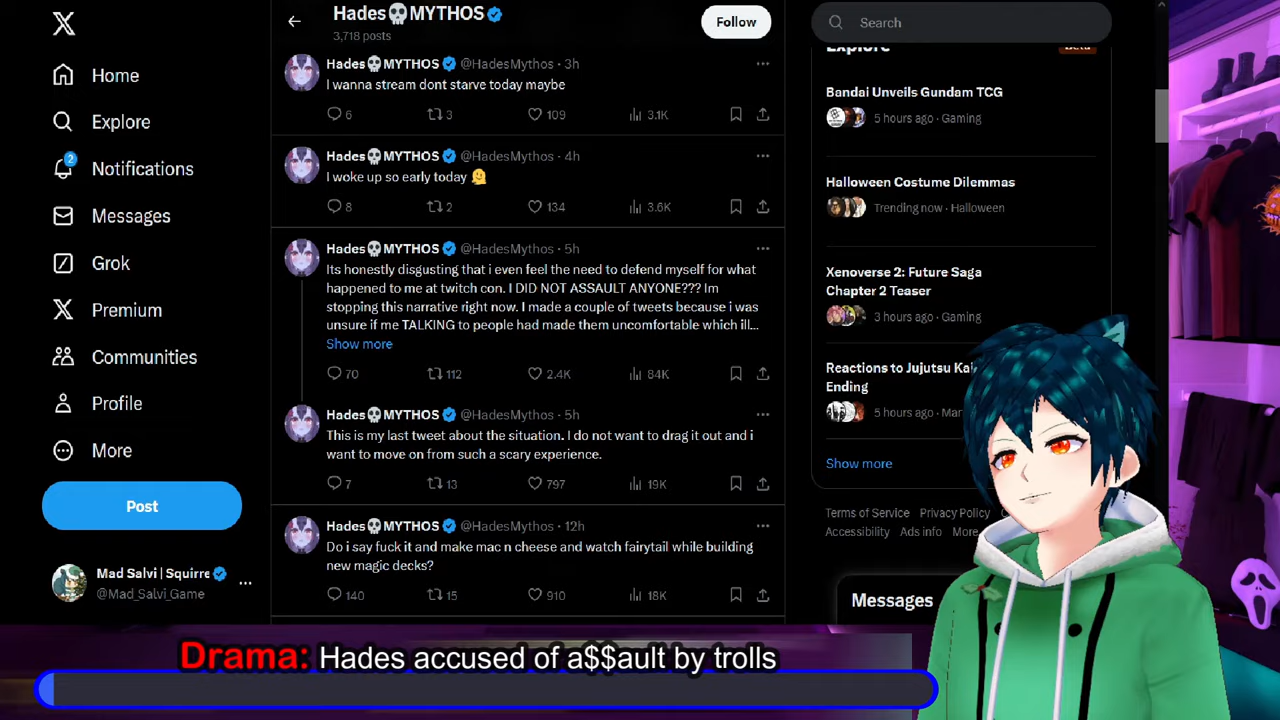 Home
Explore
2
Notifications
Messages
Grok
Premium
Communities
Profile
More
Post
Mad Salvi | Squirre
@Mad_Salvi_Game
Hades💀MYTHOS
3,718 posts
Follow
Hades💀MYTHOS @HadesMythos · 3h
I wanna stream dont starve today maybe
6 3 109 3.1K
Hades💀MYTHOS @HadesMythos · 4h
I woke up so early today 🫠
8 2 134 3.6K
Hades💀MYTHOS @HadesMythos · 5h
Its honestly disgusting that i even feel the need to defend myself for what
happened to me at twitch con. I DID NOT ASSAULT ANYONE??? Im
stopping this narrative right now. I made a couple of tweets because i was
unsure if me TALKING to people had made them uncomfortable which ill...
Show more
70 112 2.4K 84K
Hades💀MYTHOS @HadesMythos · 5h
This is my last tweet about the situation. I do not want to drag it out and i
want to move on from such a scary experience.
7 13 797 19K
Hades💀MYTHOS @HadesMythos · 12h
Do i say fuck it and make mac n cheese and watch fairytail while building
new magic decks?
140 15 910 18K
Search
Explore
Beta
Bandai Unveils Gundam TCG
5 hours ago · Gaming
Halloween Costume Dilemmas
Trending now · Halloween
Xenoverse 2: Future Saga
Chapter 2 Teaser
3 hours ago · Gaming
Reactions to Jujutsu Kai
Ending
5 hours ago · Man
Show more
Terms of Service Privacy Policy
Accessibility Ads info More
Messages
Drama: Hades accused of a$$ault by trolls